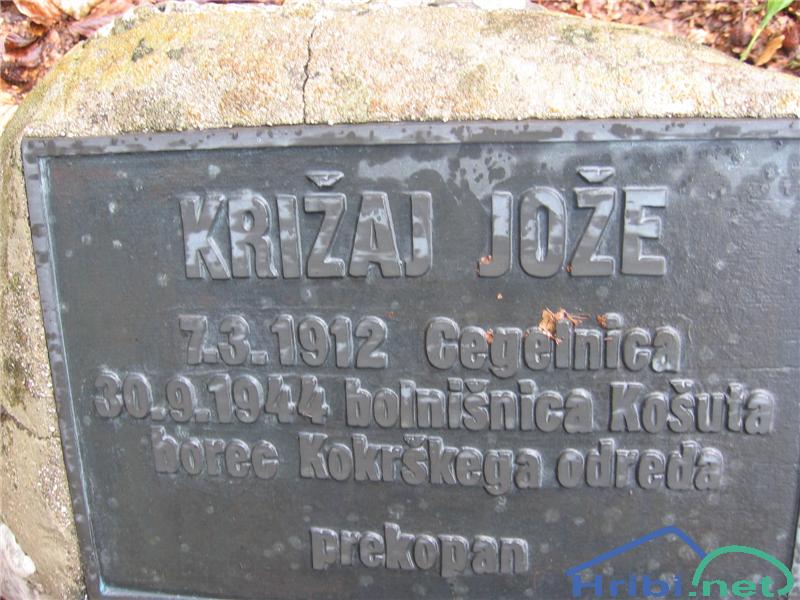 KRIŽAJ JOŽE
7.3.1912 Cegelnica
30.9.1944 bolnišnica Košuta
borec Kokrškega odreda
prekopan
Hribi.net